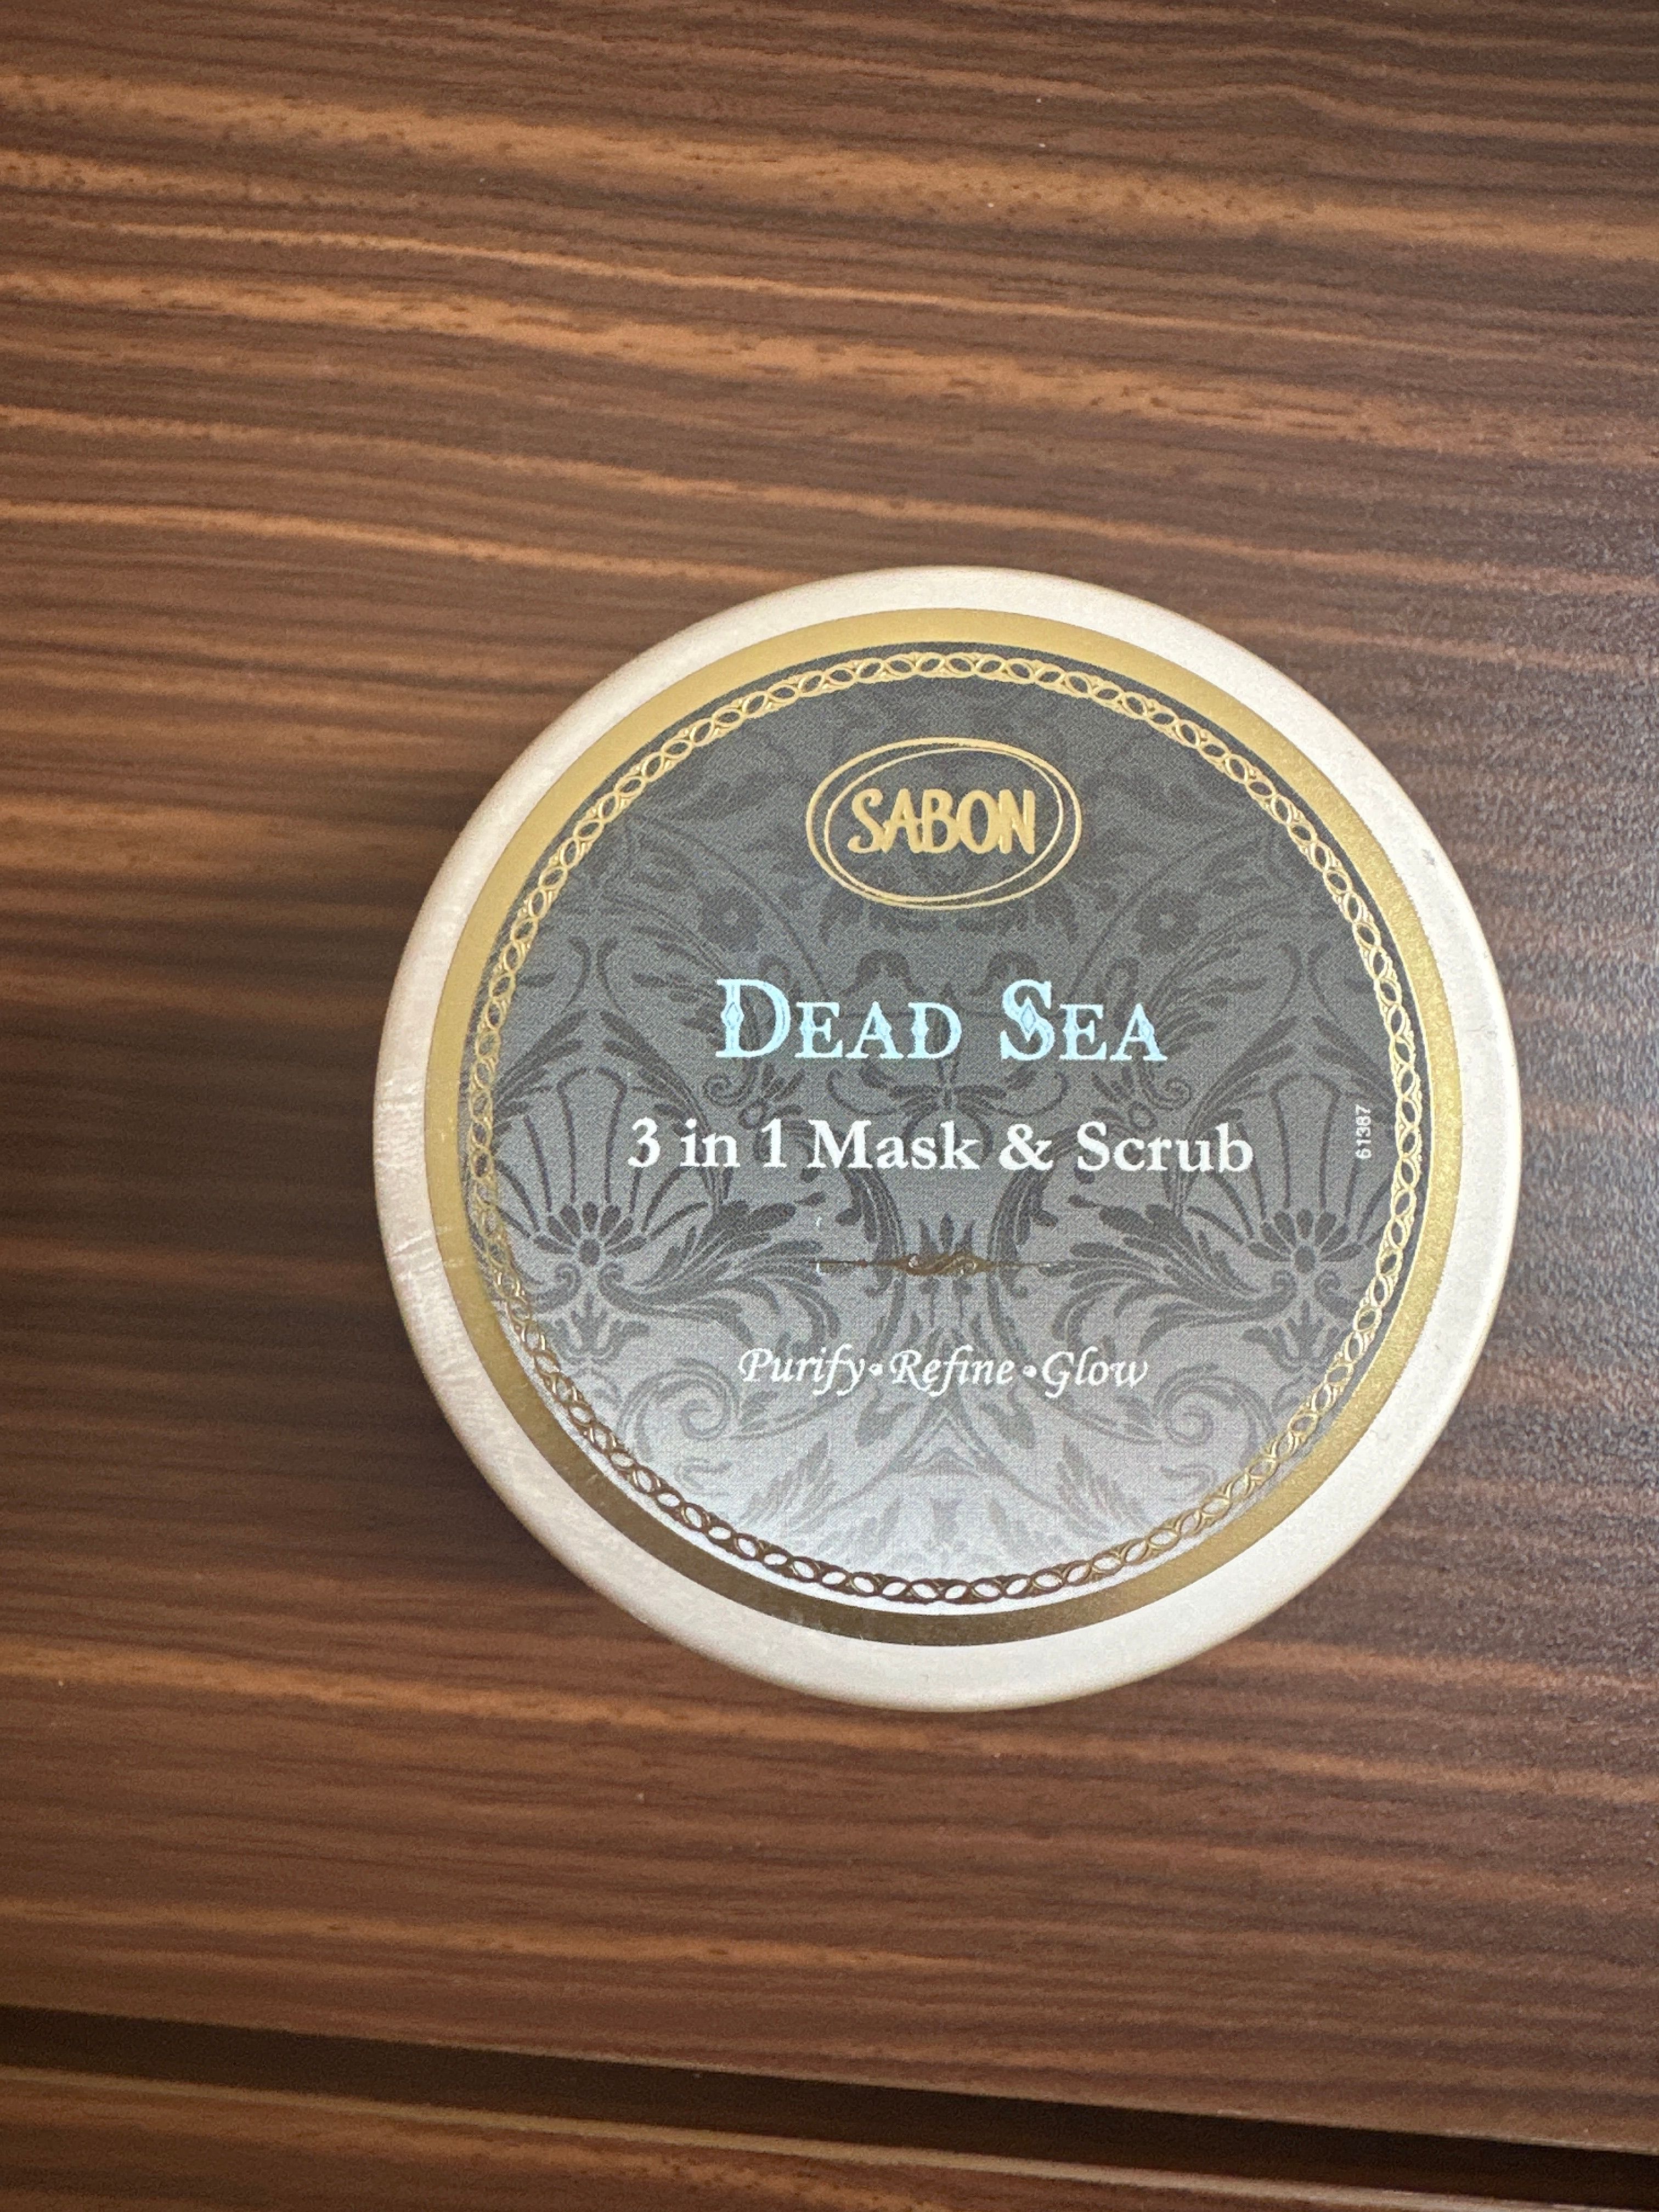 SABON
DEAD SEA
3 in 1 Mask & Scrub
61387
Purify•Refine•Glow